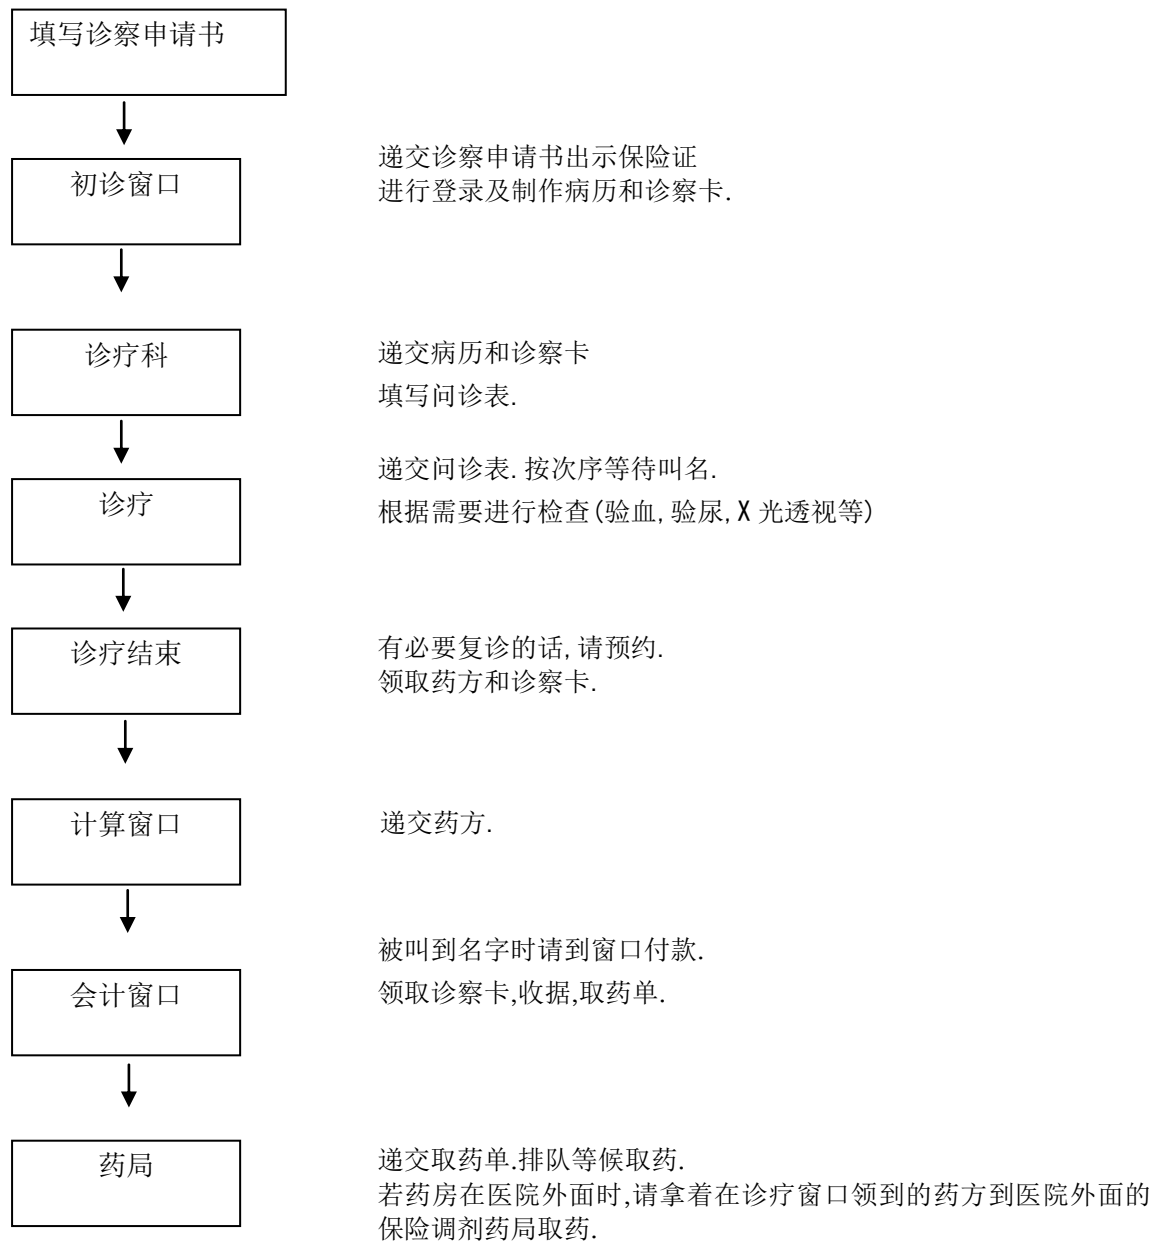 填写诊察申请书
递交诊察申请书出示保险证
初诊窗口
进行登录及制作病历和诊察卡.
诊疗科
递交病历和诊察卡
填写问诊表.
递交问诊表.按次序等待叫名.
诊疗
根据需要进行检查(验血,验尿,X 光透视等)
诊疗结束
有必要复诊的话,请预约.
领取药方和诊察卡.
计算窗口
递交药方.
被叫到名字时请到窗口付款.
会计窗口
领取诊察卡,收据,取药单.
药局
递交取药单.排队等候取药.
若药房在医院外面时,请拿着在诊疗窗口领到的药方到医院外面的
保险调剂药局取药.